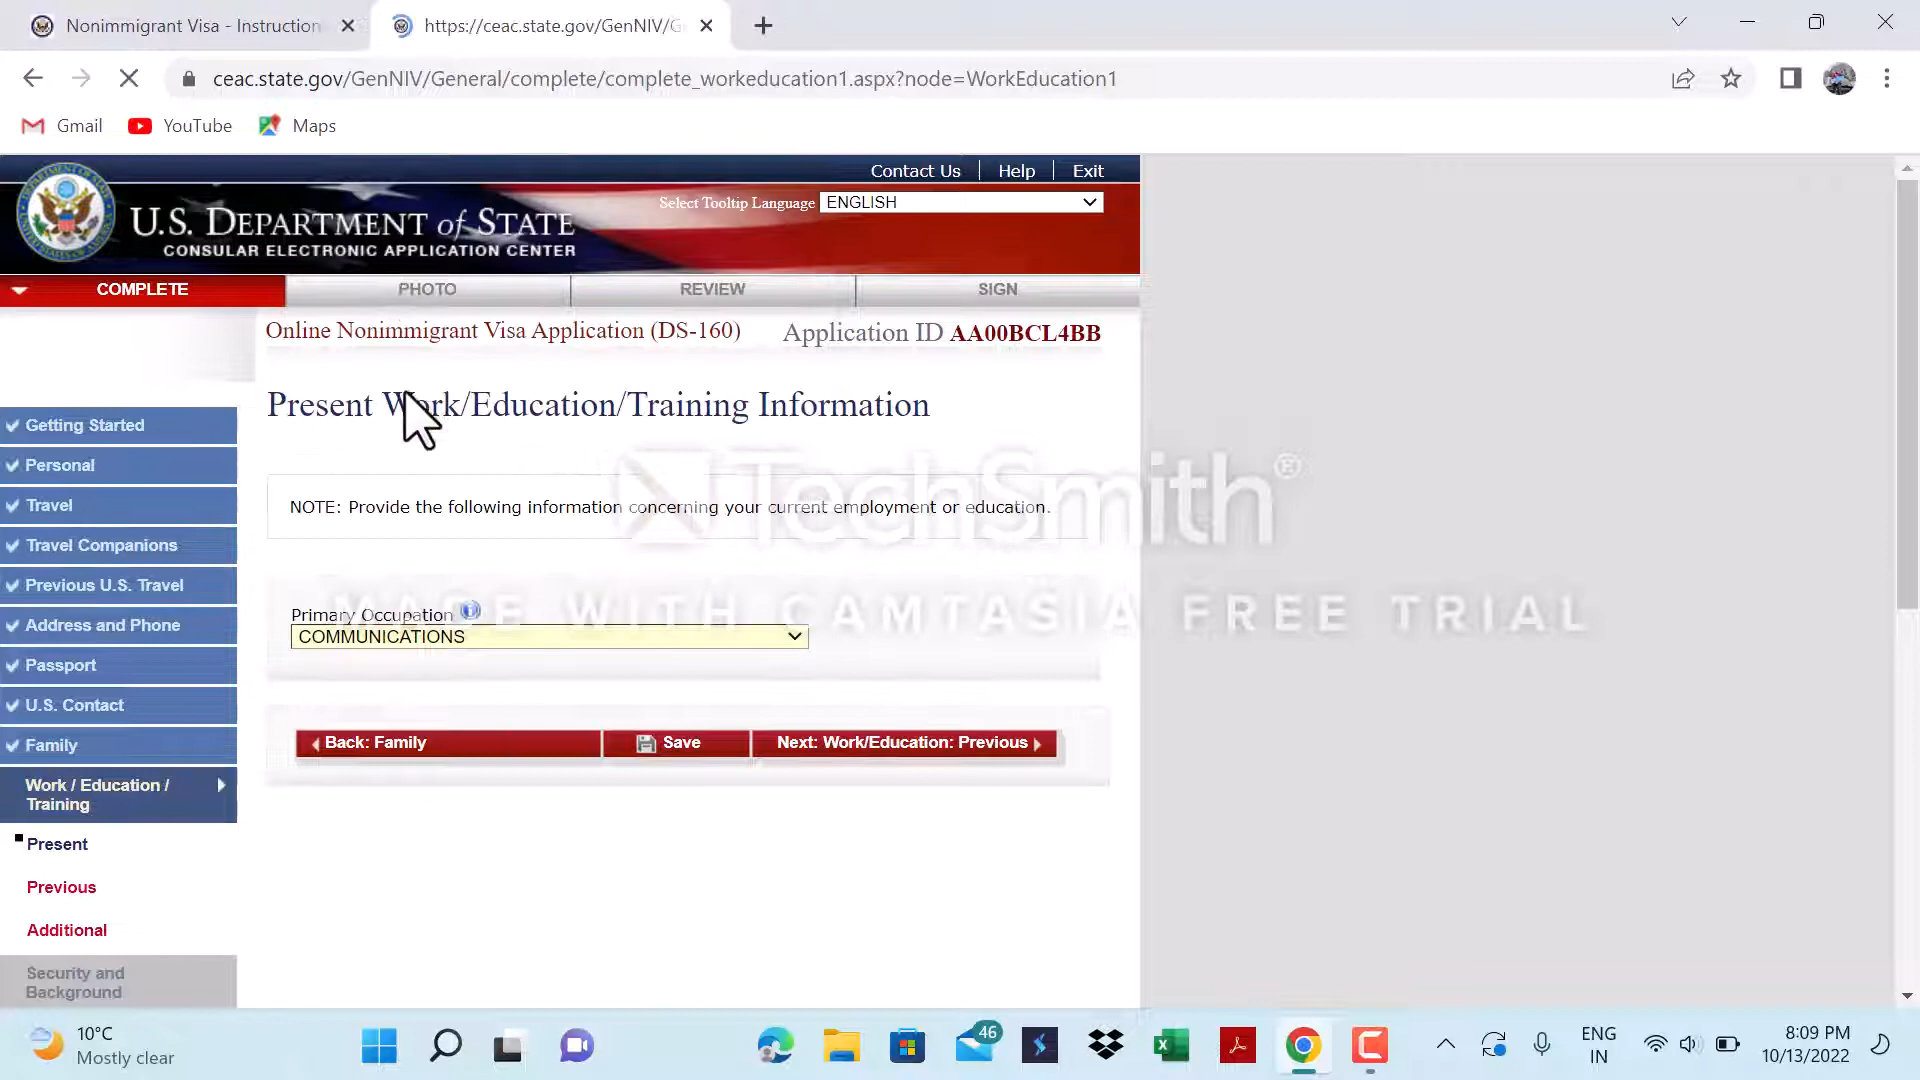 Nonimmigrant Visa - Instruction
https://ceac.state.gov/GenNIV/G
ceac.state.gov/GenNIV/General/complete/complete_workeducation1.aspx?node=WorkEducation1
Gmail
YouTube
Maps
Contact Us
Help
Exit
Select Tooltip Language
ENGLISH
U.S. DEPARTMENT of STATE
CONSULAR ELECTRONIC APPLICATION CENTER
COMPLETE
PHOTO
REVIEW
SIGN
Online Nonimmigrant Visa Application (DS-160)
Application ID AA00BCL4BB
Present Work/Education/Training Information
Getting Started
Personal
Travel
Travel Companions
Previous U.S. Travel
Address and Phone
Passport
U.S. Contact
Family
Work / Education /
Training
Present
Previous
Additional
Security and
Background
NOTE: Provide the following information concerning your current employment or education.
TechSmith®
MADE WITH CAMTASIA FREE TRIAL
Primary Occupation
COMMUNICATIONS
Back: Family
Save
Next: Work/Education: Previous
10°C
Mostly clear
46
ENG
IN
8:09 PM
10/13/2022